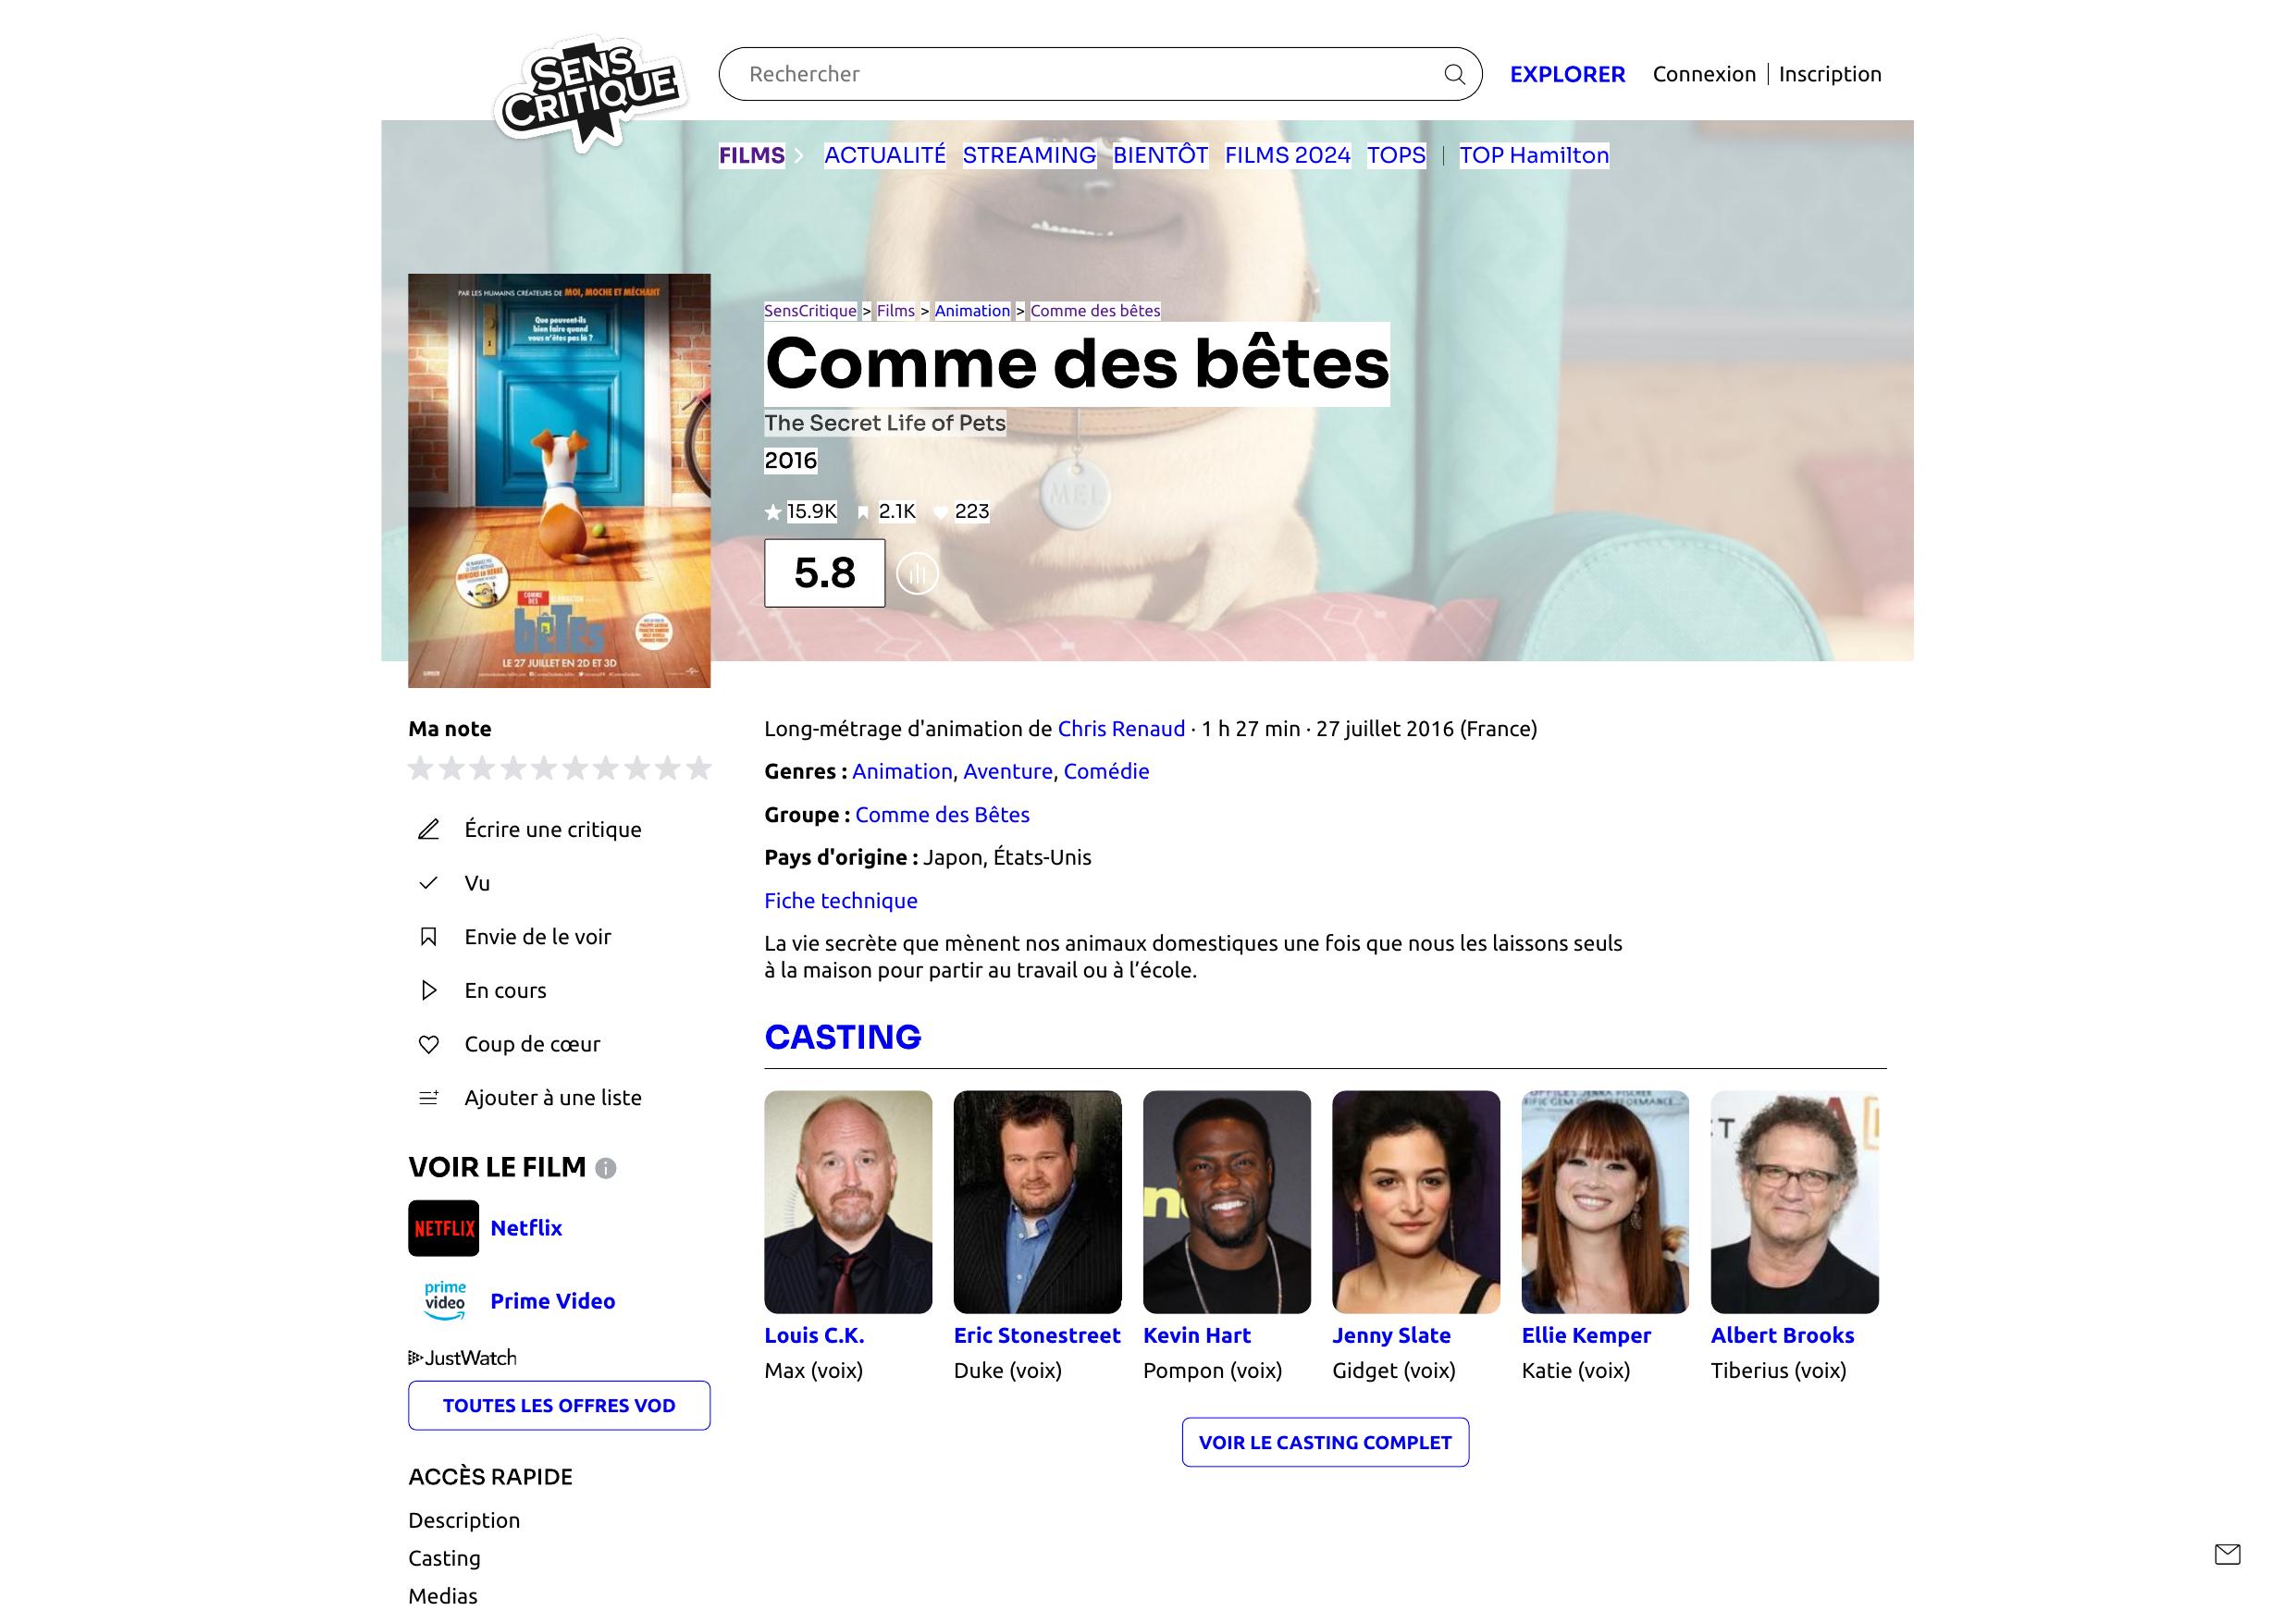 SENS
CRITIQUE
Rechercher
EXPLORER
Connexion | Inscription
FILMS
ACTUALITÉ
STREAMING
BIENTÔT
FILMS 2024
TOPS
|
TOP Hamilton
PAR LES HUMAINS CRÉATEURS DE MOI, MOCHE ET MÉCHANT
Que peuvent-ils
bien faire quand
vous n'êtes pas là ?
COMME
DES
bêTes
LE 27 JUILLET EN 2D ET 3D
SensCritique > Films > Animation > Comme des bêtes
Comme des bêtes
The Secret Life of Pets
2016
MEL
15.9K
2.1K
223
5.8
Ma note
Écrire une critique
Vu
Envie de le voir
En cours
Coup de cœur
Ajouter à une liste
VOIR LE FILM
NETFLIX
Netflix
prime
video
Prime Video
JustWatch
TOUTES LES OFFRES VOD
ACCÈS RAPIDE
Description
Casting
Medias
Long-métrage d'animation de Chris Renaud · 1 h 27 min · 27 juillet 2016 (France)
Genres : Animation, Aventure, Comédie
Groupe : Comme des Bêtes
Pays d'origine : Japon, États-Unis
Fiche technique
La vie secrète que mènent nos animaux domestiques une fois que nous les laissons seuls
à la maison pour partir au travail ou à l’école.
CASTING
Louis C.K.
Max (voix)
Eric Stonestreet
Duke (voix)
Kevin Hart
Pompon (voix)
Jenny Slate
Gidget (voix)
Ellie Kemper
Katie (voix)
Albert Brooks
Tiberius (voix)
VOIR LE CASTING COMPLET